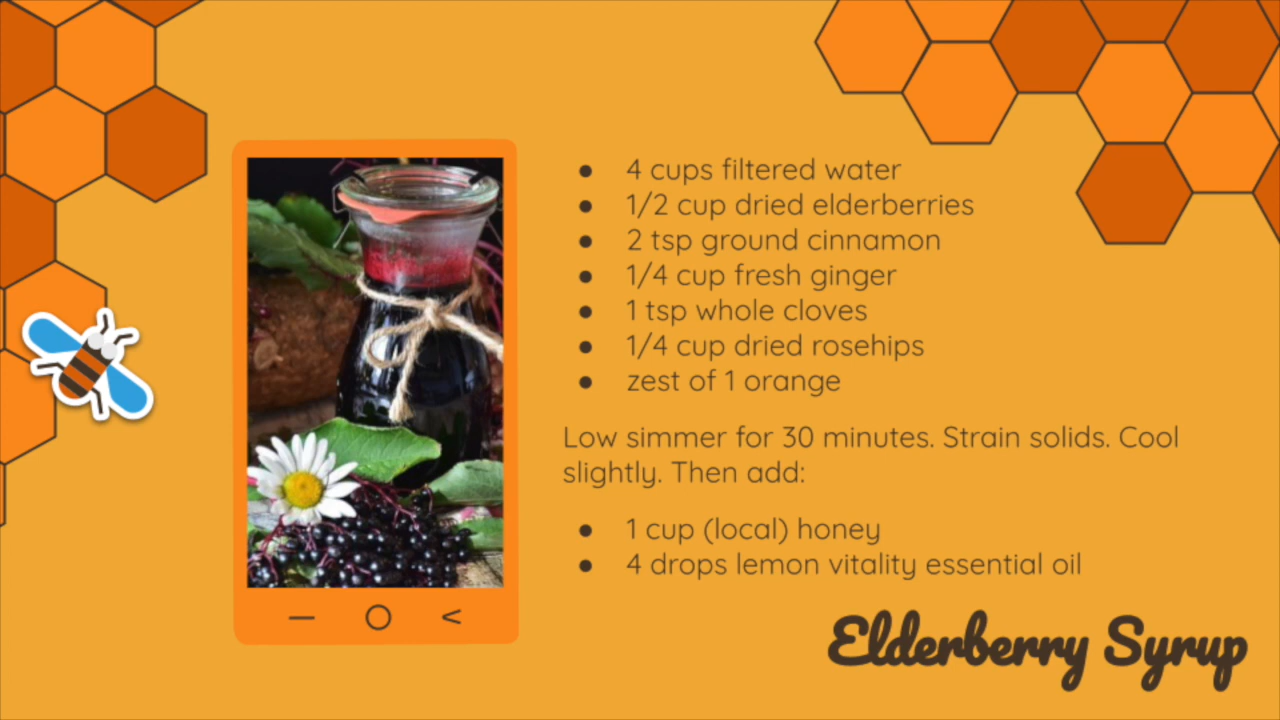 4 cups filtered water
1/2 cup dried elderberries
2 tsp ground cinnamon
1/4 cup fresh ginger
1 tsp whole cloves
1/4 cup dried rosehips
zest of 1 orange
Low simmer for 30 minutes. Strain solids. Cool
slightly. Then add:
1 cup (local) honey
4 drops lemon vitality essential oil
Elderberry Syrup